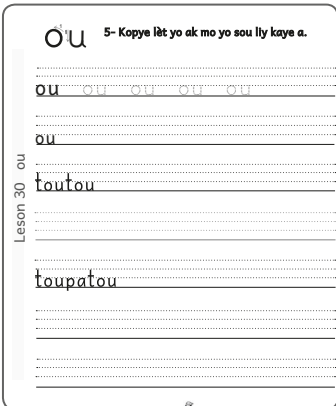 ou 5- Kopye lèt yo ak mo yo sou liy kaye a.
ou ou ou ou ou
ou
toutou
toupatou
Leson 30 ou